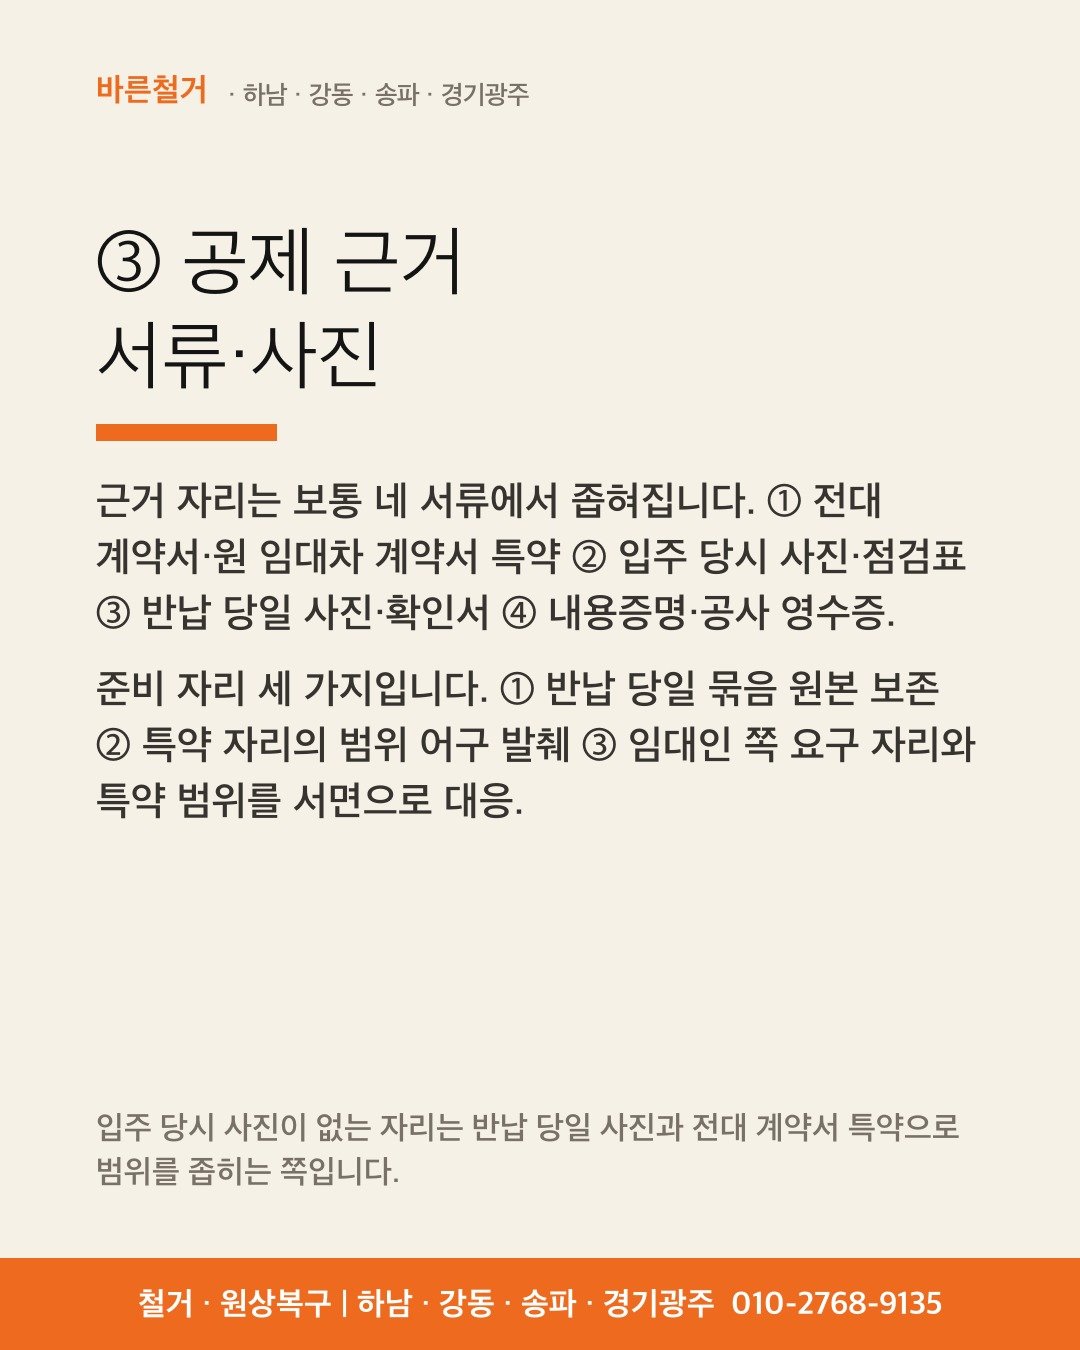 바른철거 · 하남 · 강동 · 송파 · 경기광주
③ 공제 근거
서류·사진
근거 자리는 보통 네 서류에서 좁혀집니다. ① 전대
계약서·원 임대차 계약서 특약 ② 입주 당시 사진·점검표
③ 반납 당일 사진·확인서 ④ 내용증명·공사 영수증.
준비 자리 세 가지입니다. ① 반납 당일 묶음 원본 보존
② 특약 자리의 범위 어구 발췌 ③ 임대인 쪽 요구 자리와
특약 범위를 서면으로 대응.
입주 당시 사진이 없는 자리는 반납 당일 사진과 전대 계약서 특약으로
범위를 좁히는 쪽입니다.
철거 · 원상복구 | 하남 · 강동 · 송파 · 경기광주 010-2768-9135